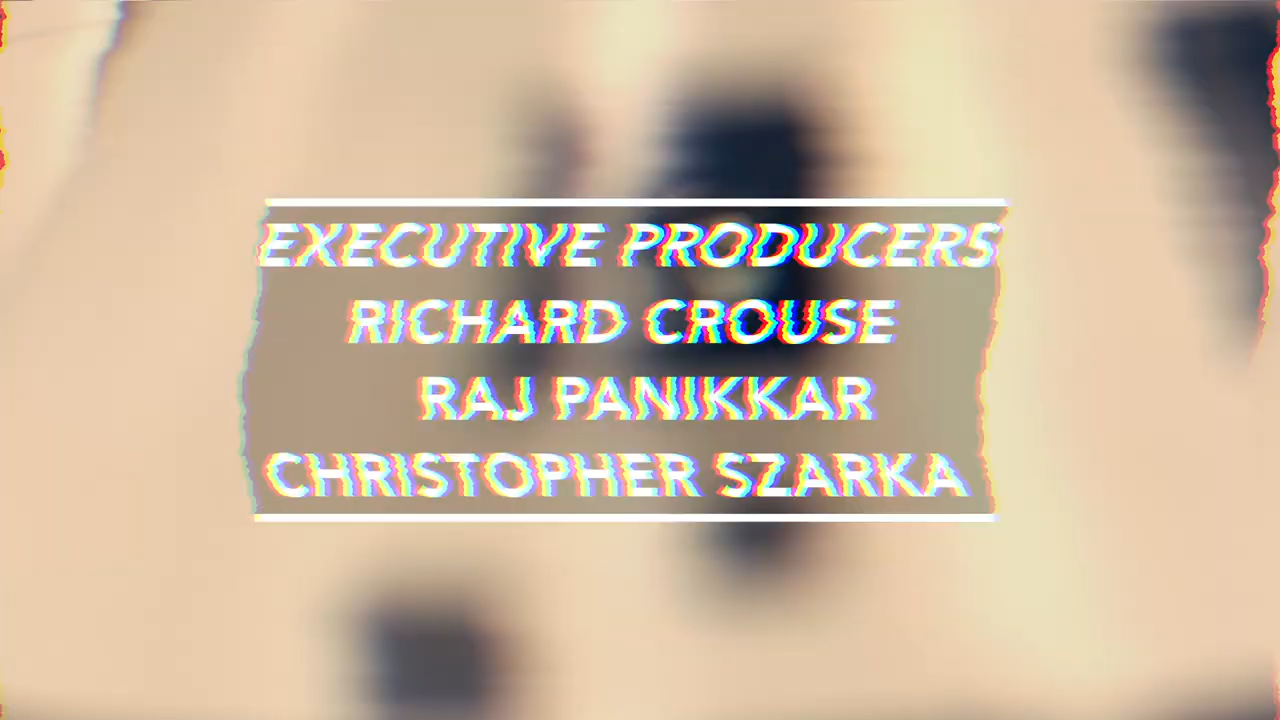 EXECUTIVE PRODUCERS
RICHARD CROUSE
RAJ PANIKKAR
CHRISTOPHER SZARKA